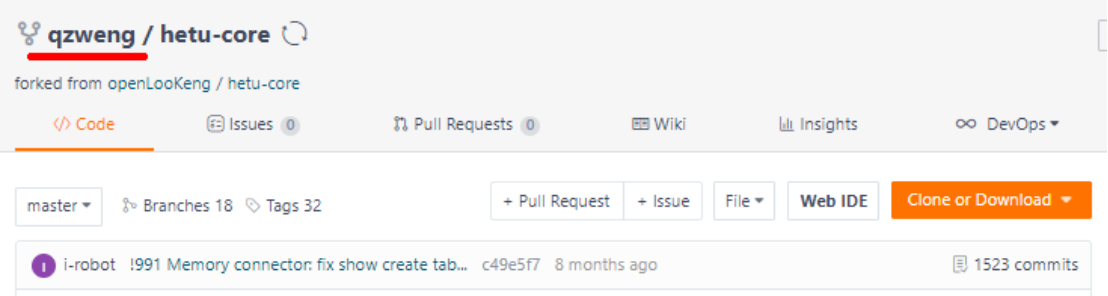 qzweng / hetu-core
forked from openLooKeng / hetu-core
</> Code Issues 0 Pull Requests 0 Wiki Insights DevOps
master Branches 18 Tags 32 + Pull Request + Issue File Web IDE Clone or Download
I i-robot !991 Memory connector: fix show create tab... c49e5f7 8 months ago 1523 commits